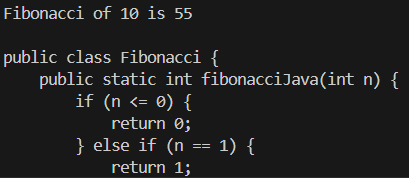 Fibonacci of 10 is 55

public class Fibonacci {
    public static int fibonacciJava(int n) {
        if (n <= 0) {
            return 0;
        } else if (n == 1) {
            return 1;